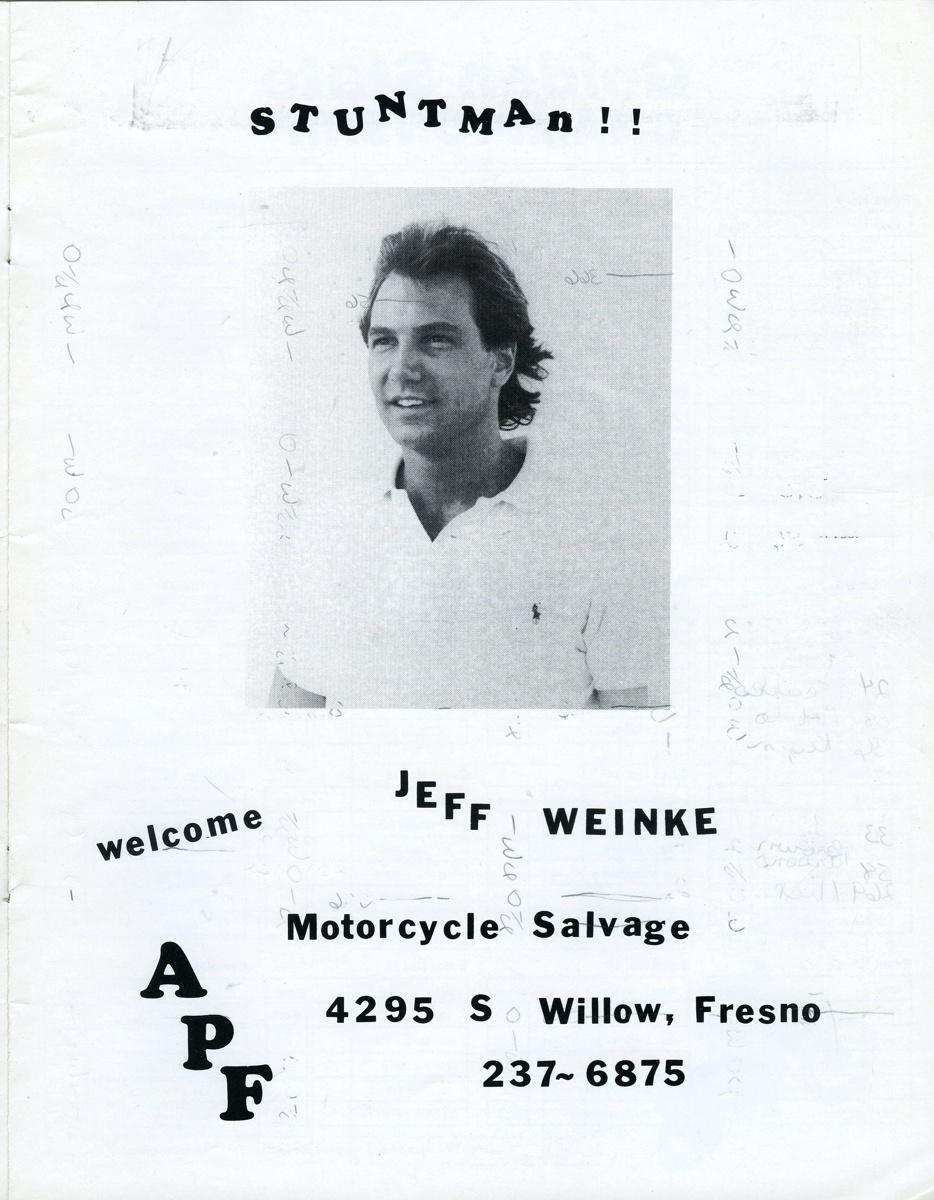 STUNTMAn!!
JEFF WEINKE
welcome
Motorcycle Salvage
APF
4295 S Willow, Fresno
237~6875